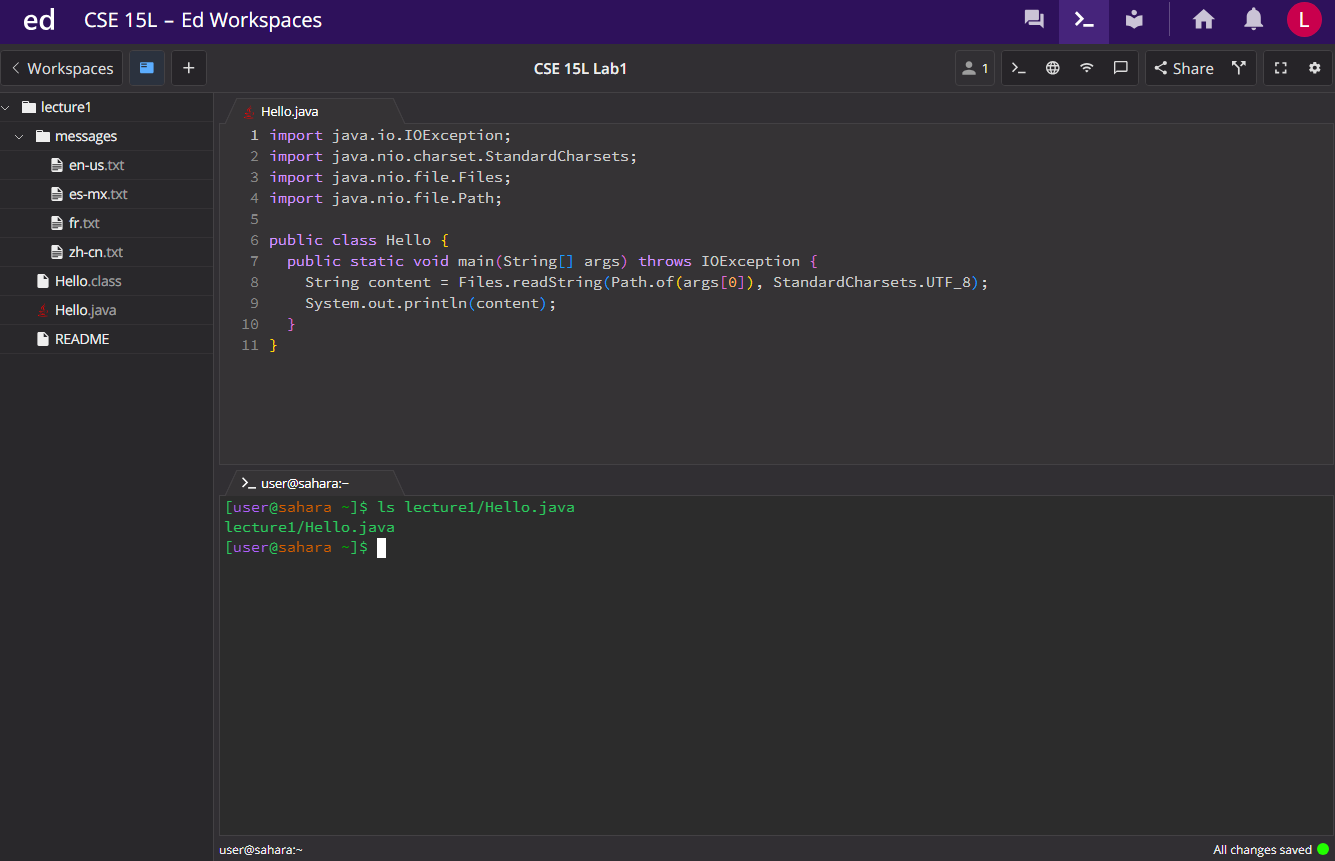 ed CSE 15L – Ed Workspaces L
Workspaces + CSE 15L Lab1 1 Share
lecture1
messages
en-us.txt
es-mx.txt
fr.txt
zh-cn.txt
Hello.class
Hello.java
README
Hello.java
1 import java.io.IOException;
2 import java.nio.charset.StandardCharsets;
3 import java.nio.file.Files;
4 import java.nio.file.Path;
5
6 public class Hello {
7   public static void main(String[] args) throws IOException {
8     String content = Files.readString(Path.of(args[0]), StandardCharsets.UTF_8);
9     System.out.println(content);
10   }
11 }
user@sahara:~
[user@sahara ~]$ ls lecture1/Hello.java
lecture1/Hello.java
[user@sahara ~]$
user@sahara:~ All changes saved